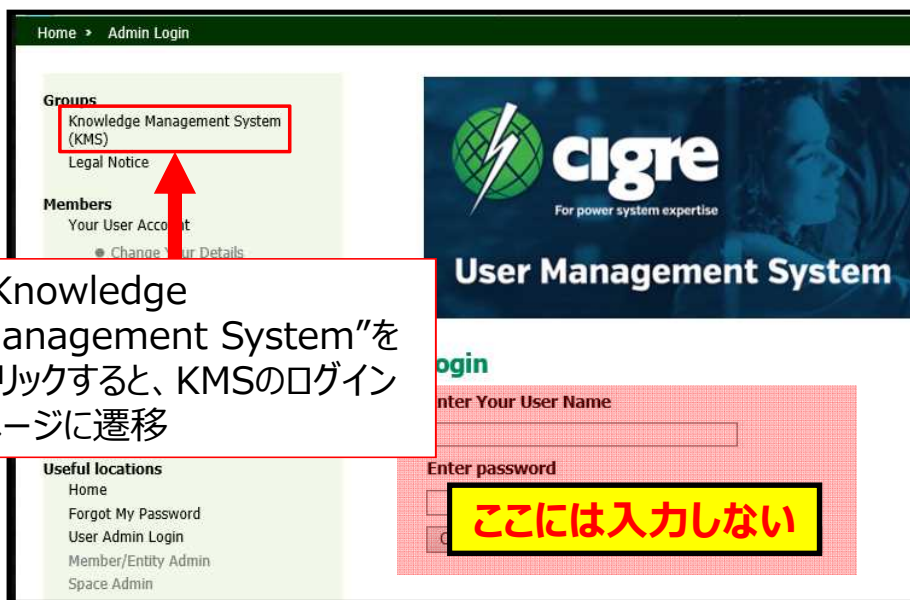 Home > Admin Login
Groups
Knowledge Management System
(KMS)
Legal Notice
Members
Your User Account
● Change Your Details
Knowledge
anagement System”を
リックすると、KMSのログイン
ージに遷移
Useful locations
Home
Forgot My Password
User Admin Login
Member/Entity Admin
Space Admin
cigre
For power system expertise
User Management System
ogin
nter Your User Name
Enter password
ここには入力しない